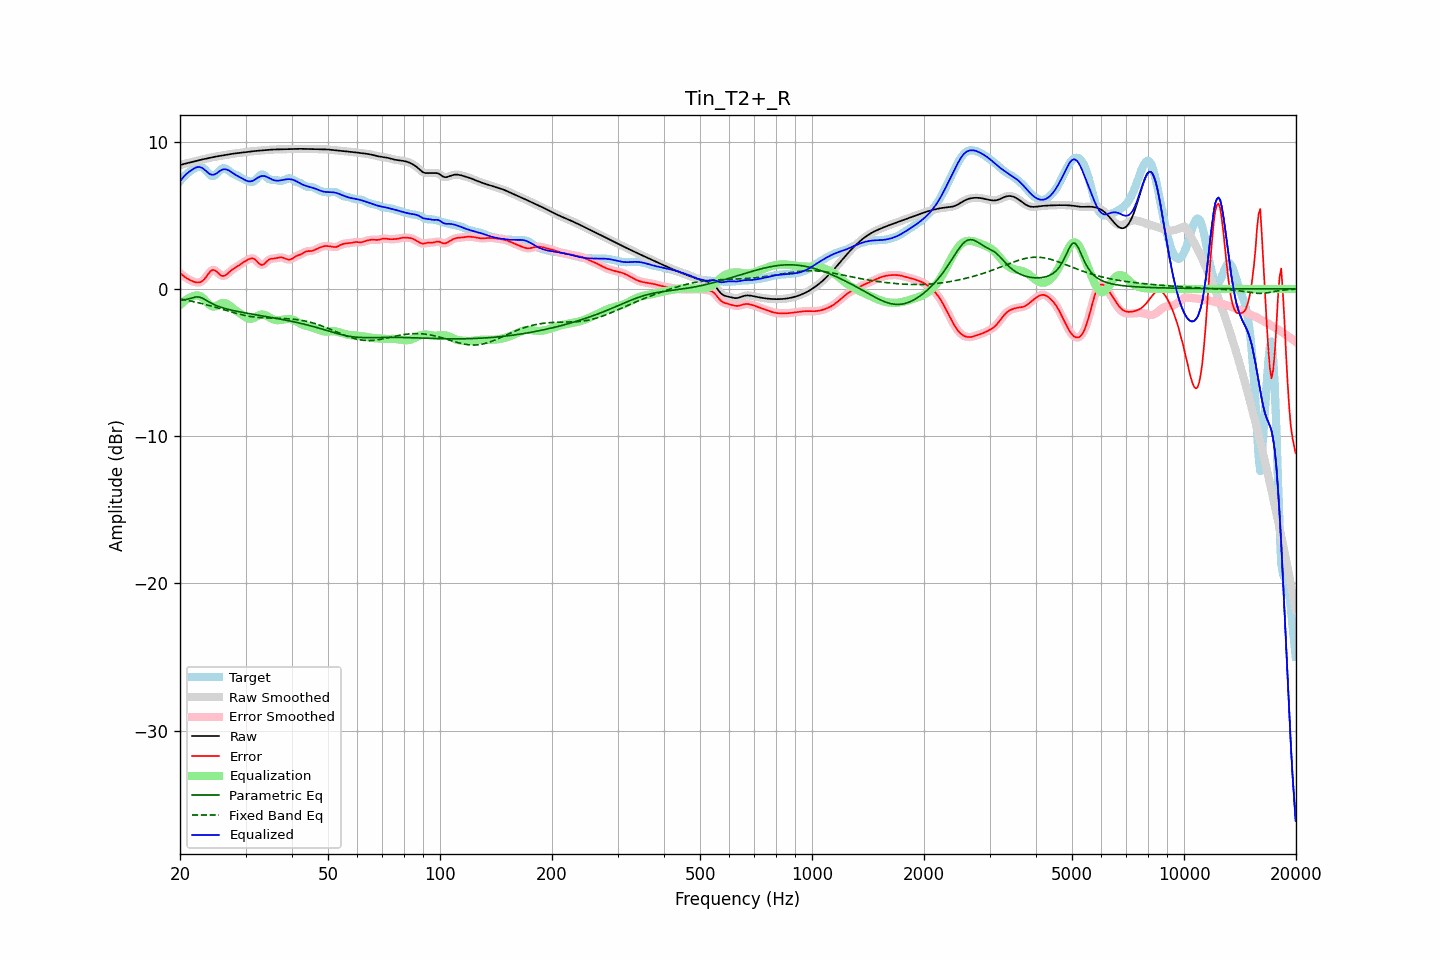 Tin_T2+_R
10
0
−10
−20
−30
Amplitude (dBr)
Target
Raw Smoothed
Error Smoothed
Raw
Error
Equalization
Parametric Eq
Fixed Band Eq
Equalized
20 50 100 200 500 1000 2000 5000 10000 20000
Frequency (Hz)